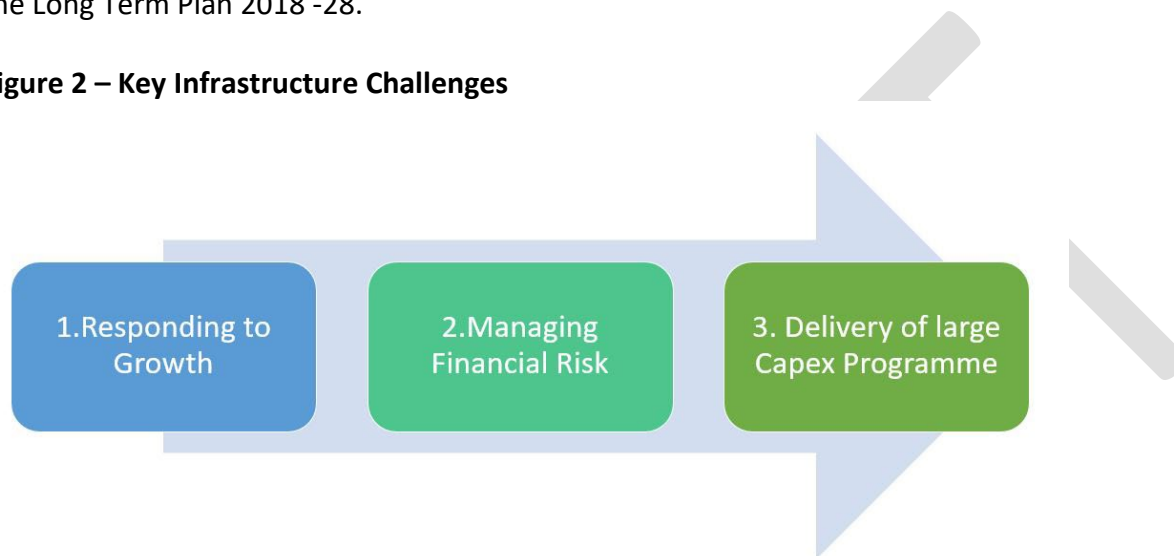 he Long Term Plan 2018 -28.
igure 2 – Key Infrastructure Challenges
1.Responding to
Growth
2.Managing
Financial Risk
3. Delivery of large
Capex Programme